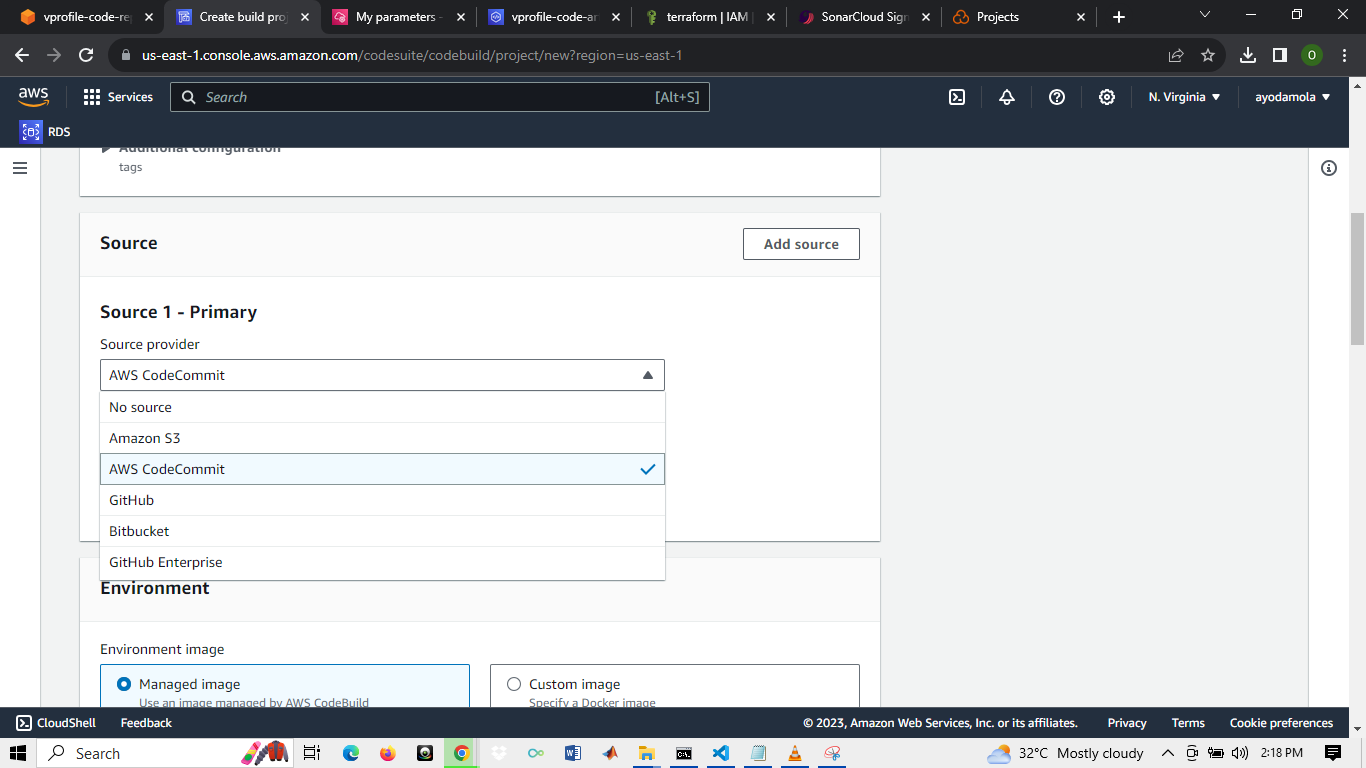 vprofile-code-rep
Create build proj
My parameters -
vprofile-code-ar
terraform | IAM |
SonarCloud Sign
Projects
us-east-1.console.aws.amazon.com/codesuite/codebuild/project/new?region=us-east-1
O
aws
Services
Search
[Alt+S]
N. Virginia
ayodamola
RDS
Additional configuration
tags
Source
Add source
Source 1 - Primary
Source provider
AWS CodeCommit
No source
Amazon S3
AWS CodeCommit
GitHub
Bitbucket
GitHub Enterprise
Environment
Environment image
Managed image
Use an image managed by AWS CodeBuild
Custom image
Specify a Docker image
CloudShell
Feedback
© 2023, Amazon Web Services, Inc. or its affiliates.
Privacy
Terms
Cookie preferences
Search
32°C Mostly cloudy
2:18 PM